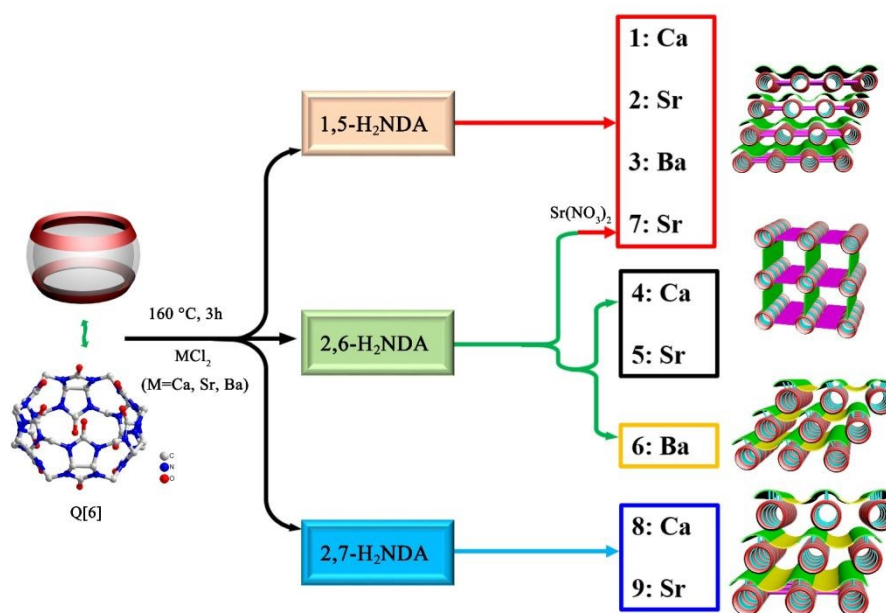 1: Ca
2: Sr
3: Ba
7: Sr
1,5-H₂NDA
Sr(NO₃)₂
160 °C, 3h
MCl₂
(M=Ca, Sr, Ba)
2,6-H₂NDA
4: Ca
5: Sr
6: Ba
C
N
O
Q[6]
2,7-H₂NDA
8: Ca
9: Sr